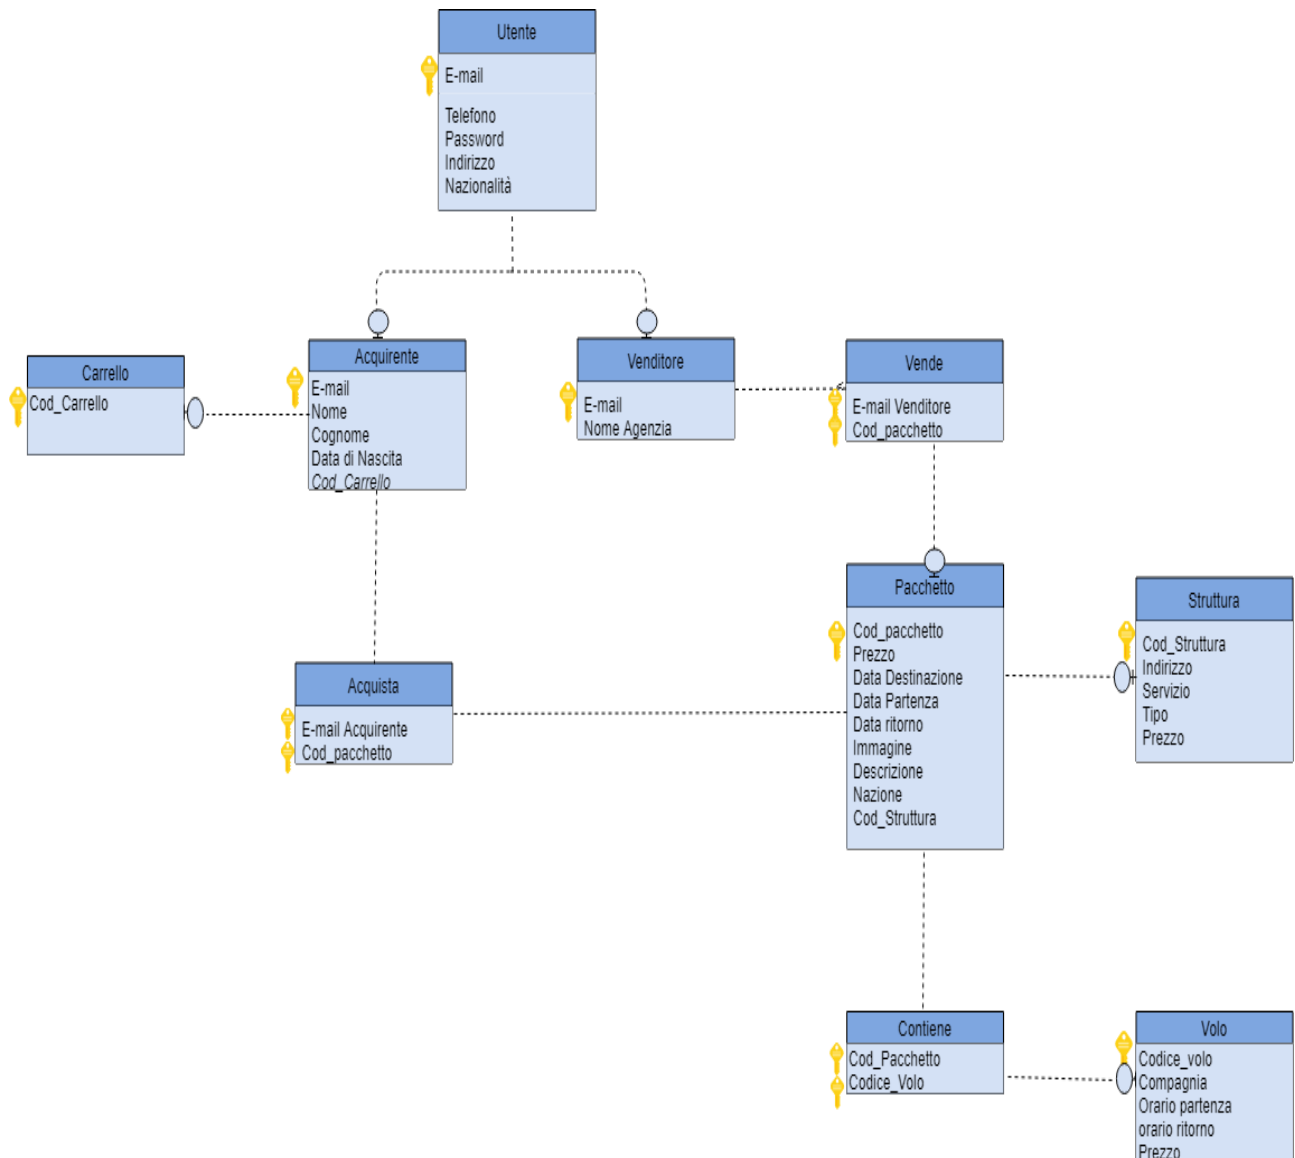 Utente
E-mail
Telefono
Password
Indirizzo
Nazionalità
Carrello
Cod_Carrello
Acquirente
E-mail
Nome
Cognome
Data di Nascita
Cod_Carrello
Venditore
E-mail
Nome Agenzia
Vende
E-mail Venditore
Cod_pacchetto
Acquista
E-mail Acquirente
Cod_pacchetto
Pacchetto
Cod_pacchetto
Prezzo
Data Destinazione
Data Partenza
Data ritorno
Immagine
Descrizione
Nazione
Cod_Struttura
Struttura
Cod_Struttura
Indirizzo
Servizio
Tipo
Prezzo
Contiene
Cod_Pacchetto
Codice_Volo
Volo
Codice_volo
Compagnia
Orario partenza
orario ritorno
Prezzo